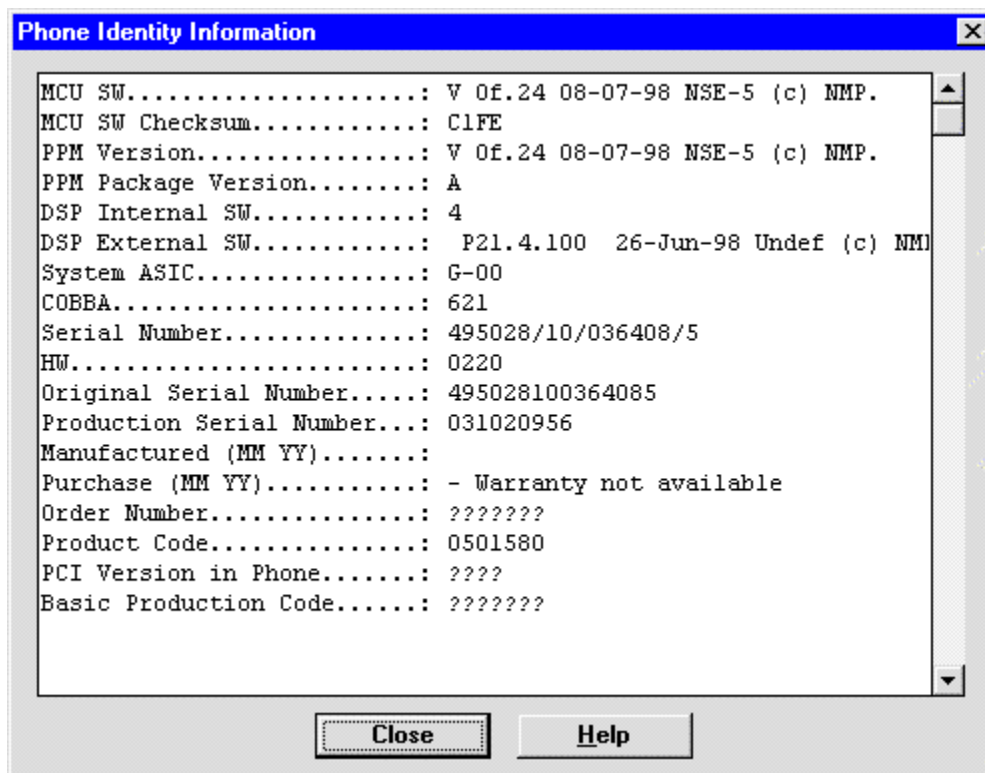 Phone Identity Information
MCU SW.....................: V 0f.24 08-07-98 NSE-5 (c) NMP.
MCU SW Checksum............: C1FE
PPM Version................: V 0f.24 08-07-98 NSE-5 (c) NMP.
PPM Package Version........: A
DSP Internal SW............: 4
DSP External SW............:  P21.4.100  26-Jun-98 Undef (c) NM
System ASIC................: G-00
COBBA......................: 621
Serial Number..............: 495028/10/036408/5
HW.........................: 0220
Original Serial Number.....: 495028100364085
Production Serial Number...: 031020956
Manufactured (MM YY).......:
Purchase (MM YY)...........: - Warranty not available
Order Number...............: ???????
Product Code...............: 0501580
PCI Version in Phone.......: ????
Basic Production Code......: ???????
Close
Help